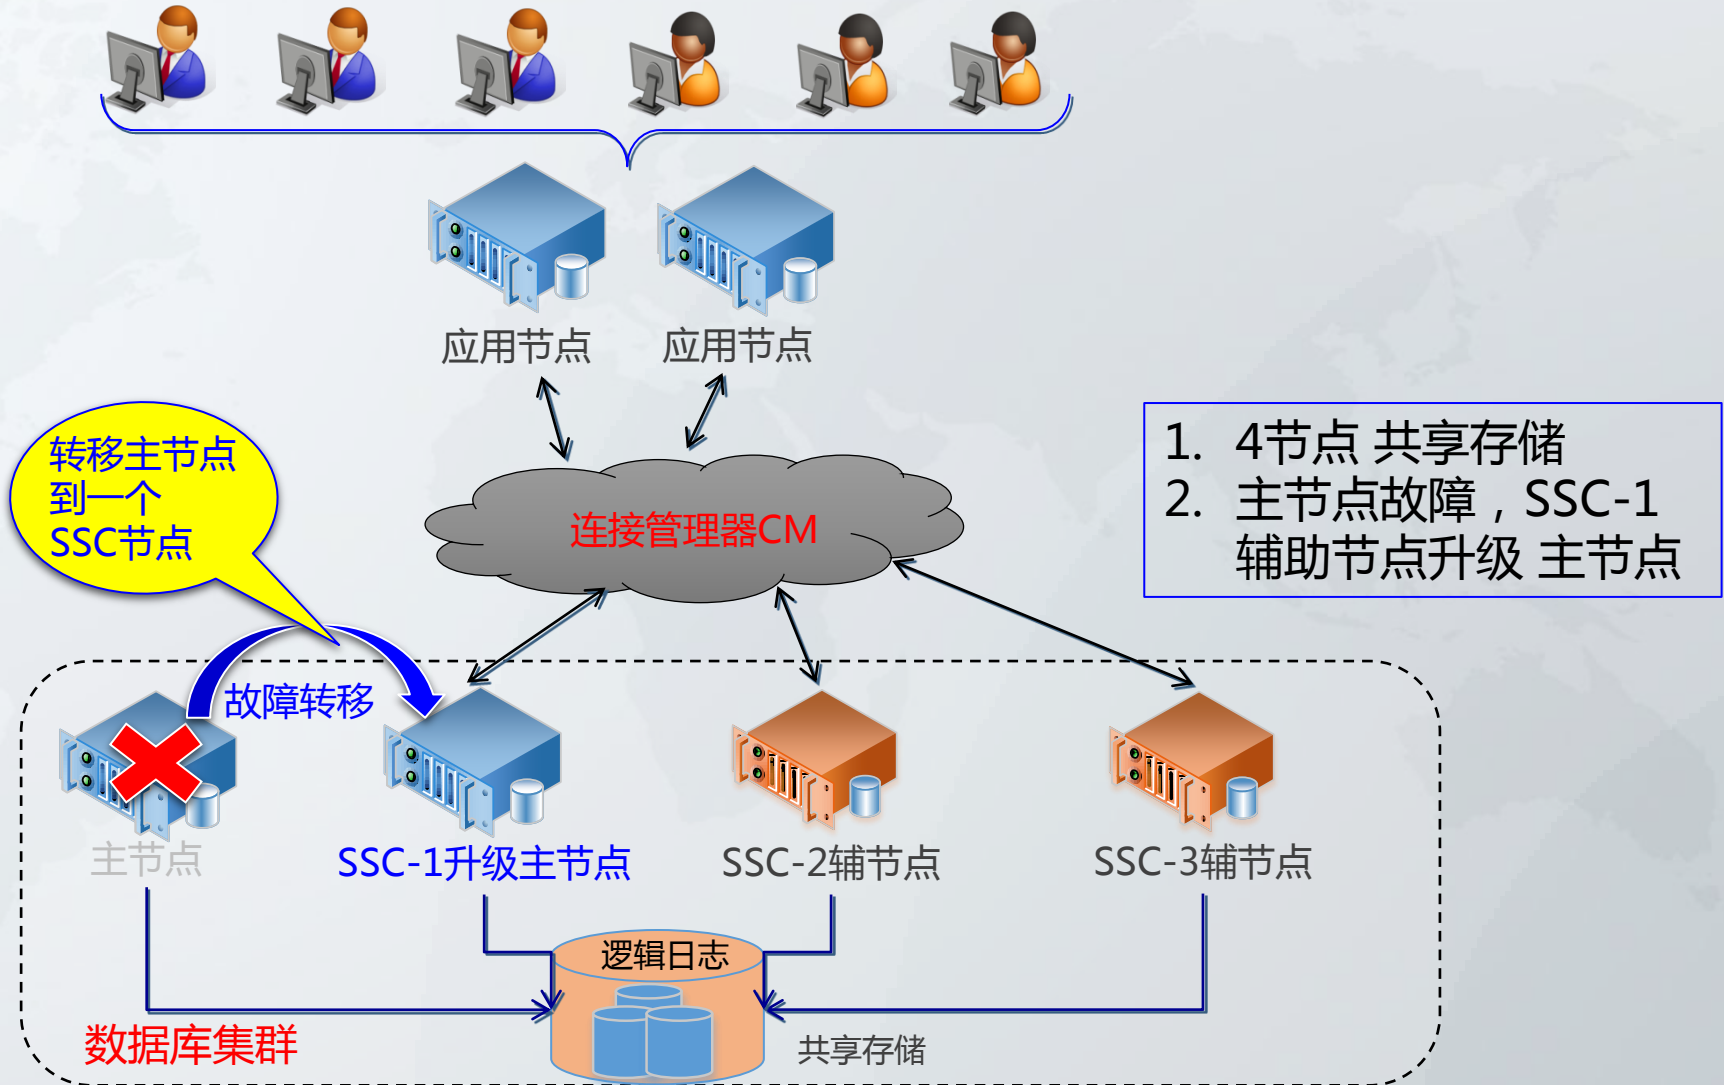 应用节点
应用节点
转移主节点
到一个
SSC节点
连接管理器CM
1. 4节点 共享存储
2. 主节点故障，SSC-1
辅助节点升级 主节点
故障转移
主节点
SSC-1升级主节点
SSC-2辅节点
SSC-3辅节点
逻辑日志
数据库集群
共享存储